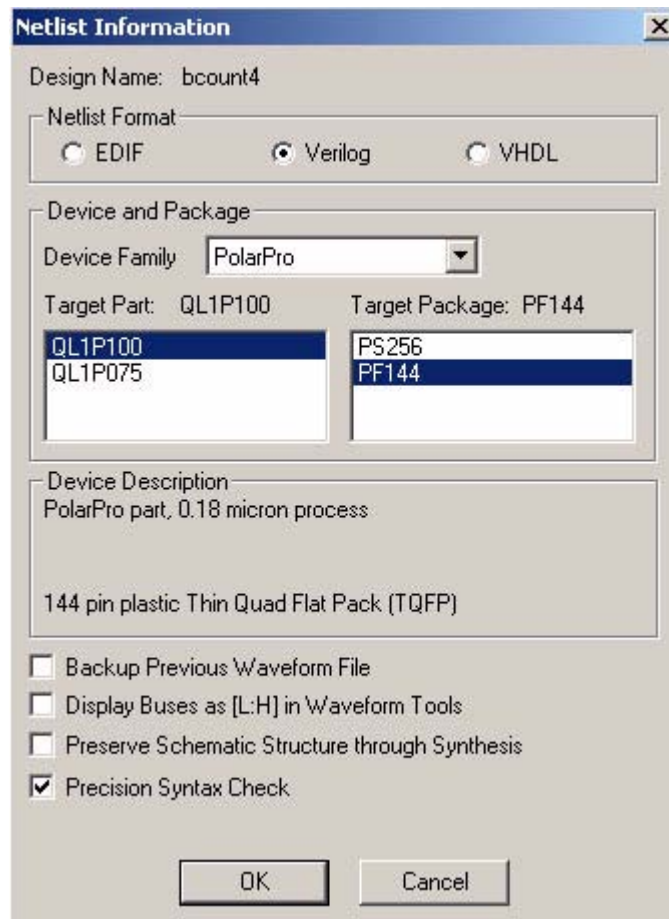 Netlist Information
Design Name: bcount4
Netlist Format
EDIF Verilog VHDL
Device and Package
Device Family PolarPro
Target Part: QL1P100 Target Package: PF144
QL1P100 PS256
QL1P075 PF144
Device Description
PolarPro part, 0.18 micron process
144 pin plastic Thin Quad Flat Pack (TQFP)
Backup Previous Waveform File
Display Buses as [L:H] in Waveform Tools
Preserve Schematic Structure through Synthesis
Precision Syntax Check
OK Cancel